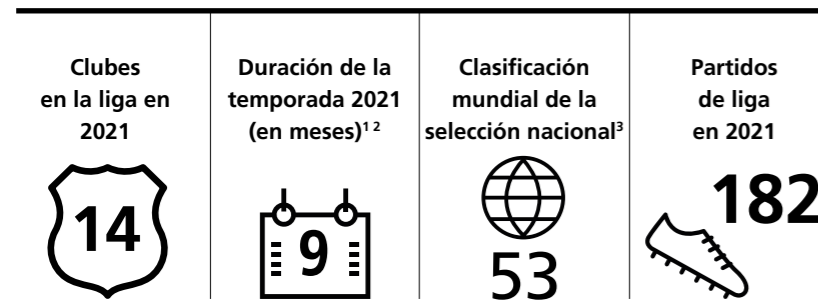 Clubes
en la liga en
2021
14
Duración de la
temporada 2021
(en meses)¹ ²
9
Clasificación
mundial de la
selección nacional³
53
Partidos
de liga
en 2021
182